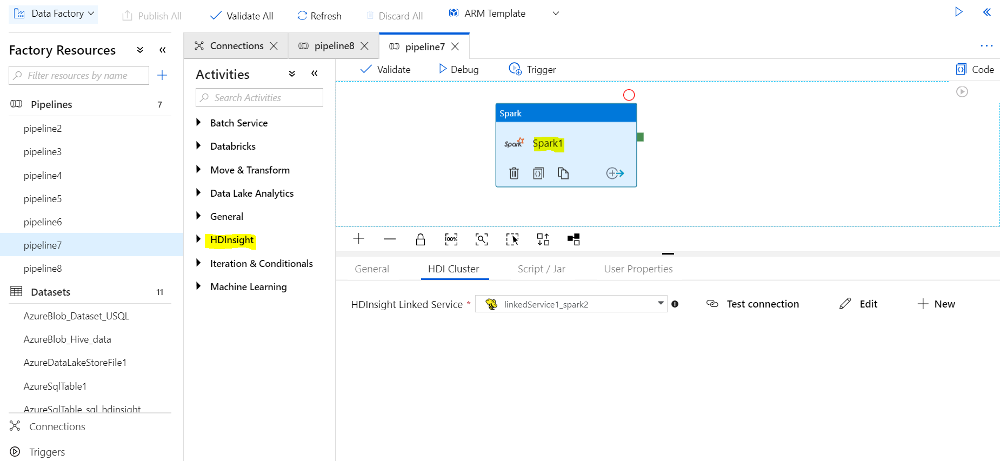 Data Factory
Publish All
Validate All
Refresh
Discard All
ARM Template
Factory Resources
Filter resources by name
Pipelines 7
pipeline2
pipeline3
pipeline4
pipeline5
pipeline6
pipeline7
pipeline8
Datasets 11
AzureBlob_Dataset_USQL
AzureBlob_Hive_data
AzureDataLakeStoreFile1
AzureSqlTable1
AzureSqlTable_sql_hdinsight
Connections
Triggers
Connections
pipeline8
pipeline7
Activities
Search Activities
Batch Service
Databricks
Move & Transform
Data Lake Analytics
General
HDInsight
Iteration & Conditionals
Machine Learning
Validate
Debug
Trigger
Code
Spark
Spark Spark1
100%
General
HDI Cluster
Script / Jar
User Properties
HDInsight Linked Service *
linkedService1_spark2
Test connection
Edit
New